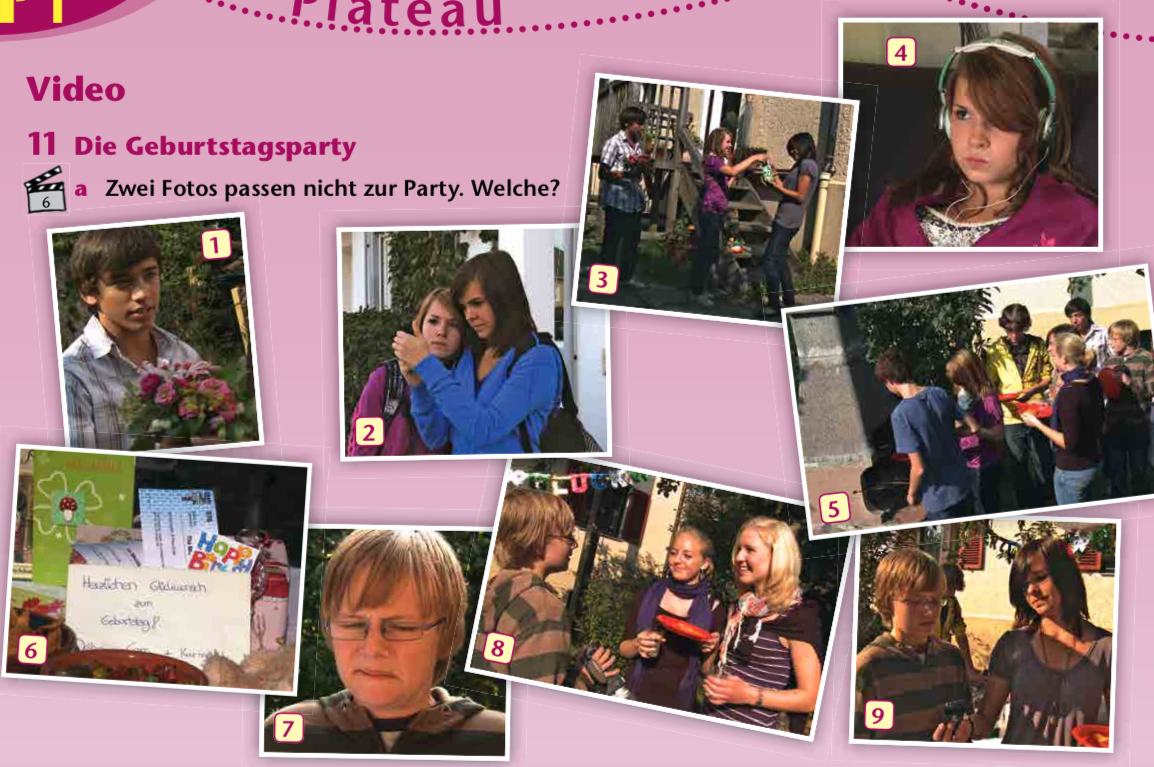 Plateau
Video
11 Die Geburtstagsparty
6
a Zwei Fotos passen nicht zur Party. Welche?
1
2
3
4
5
6
Happy
Birthday
Herzlichen Glückwunsch
zum
Geburtstag!
7
8
9